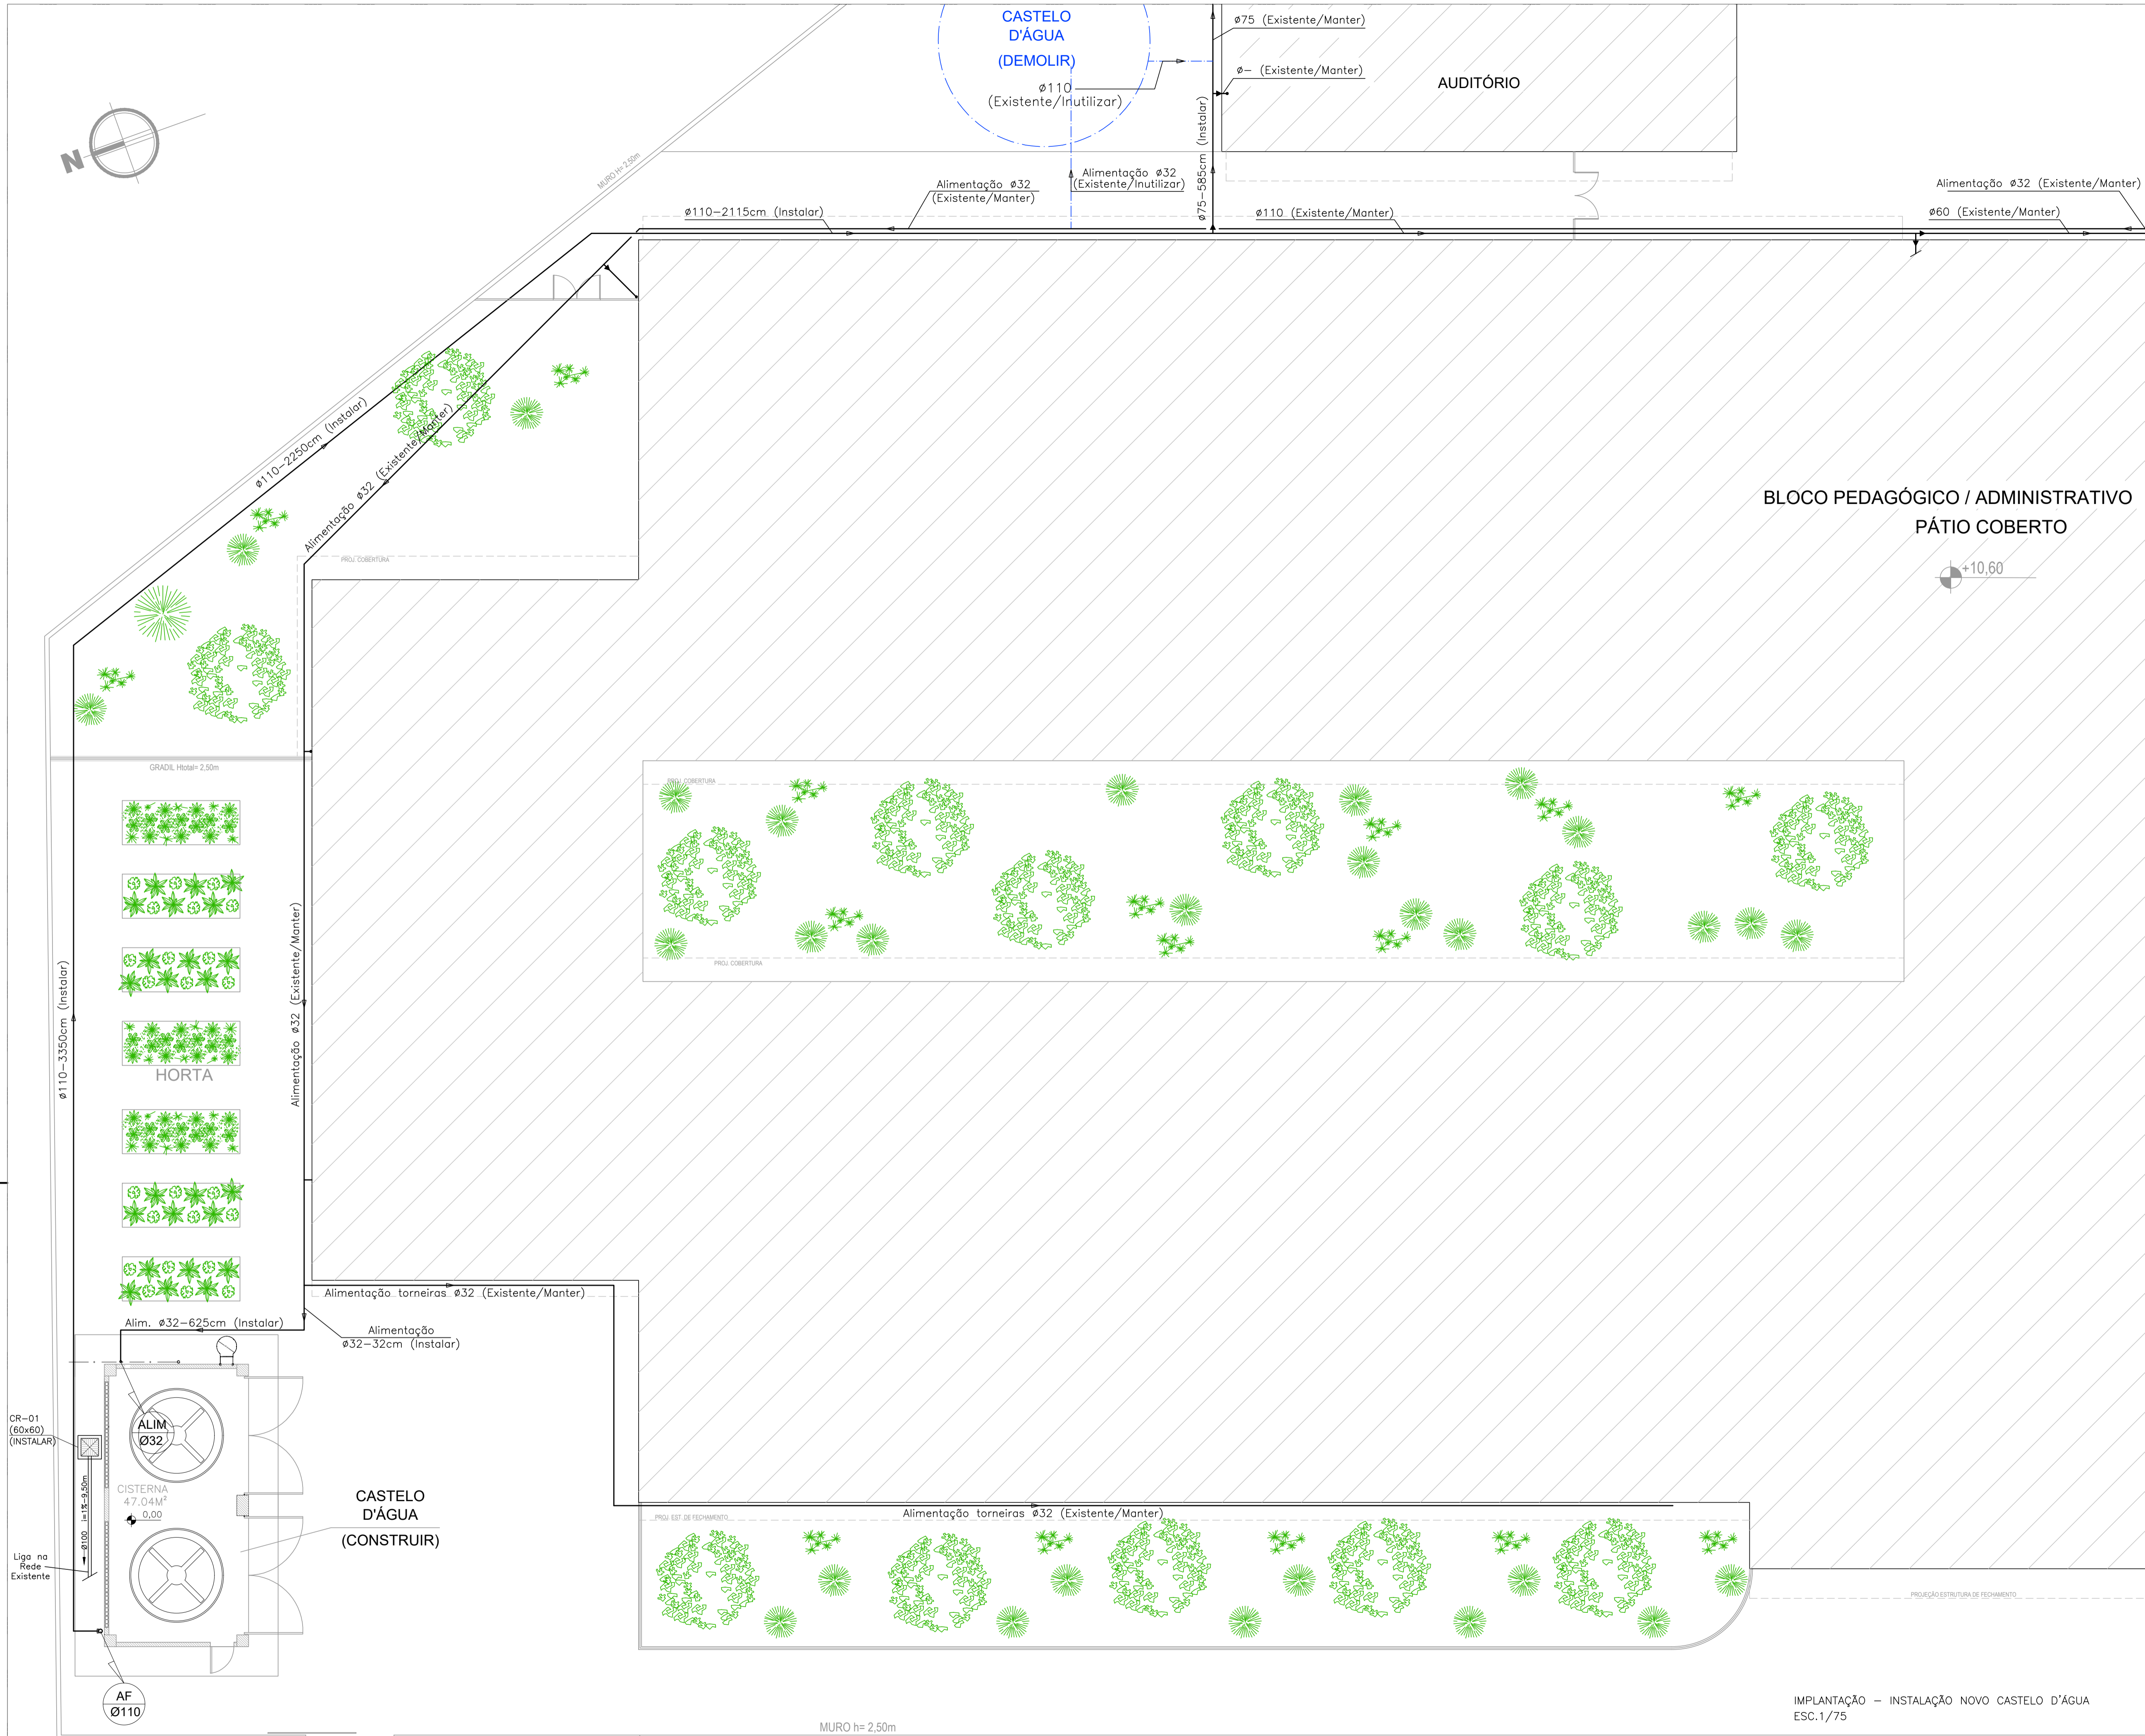 CASTELO
D'ÁGUA
(DEMOLIR)
ø110
(Existente/Inutilizar)
ø75 (Existente/Manter)
ø– (Existente/Manter)
AUDITÓRIO
ø75–585cm (Instalar)
N
MURO H= 2,50m
Alimentação ø32
(Existente/Manter)
Alimentação ø32
(Existente/Inutilizar)
ø110–2115cm (Instalar)
ø110 (Existente/Manter)
Alimentação ø32 (Existente/Manter)
ø60 (Existente/Manter)
ø110–2250cm (Instalar)
Alimentação ø32 (Existente/Manter)
PROJ. COBERTURA
BLOCO PEDAGÓGICO / ADMINISTRATIVO
PÁTIO COBERTO
+10,60
GRADIL Htotal= 2,50m
PROJ. COBERTURA
PROJ. COBERTURA
ø110–3350cm (Instalar)
Alimentação ø32 (Existente/Manter)
HORTA
Alimentação torneiras ø32 (Existente/Manter)
Alim. ø32–625cm (Instalar)
Alimentação
ø32–32cm (Instalar)
CR–01
(60x60)
(INSTALAR)
ALIM
Ø32
CISTERNA
47.04M²
0,00
Ø100 i=1%–9,50m
Liga na
Rede
Existente
CASTELO
D'ÁGUA
(CONSTRUIR)
Alimentação torneiras ø32 (Existente/Manter)
PROJ. EST. DE FECHAMENTO
PROJEÇÃO ESTRUTURA DE FECHAMENTO
AF
Ø110
MURO h= 2,50m
IMPLANTAÇÃO – INSTALAÇÃO NOVO CASTELO D'ÁGUA
ESC.1/75